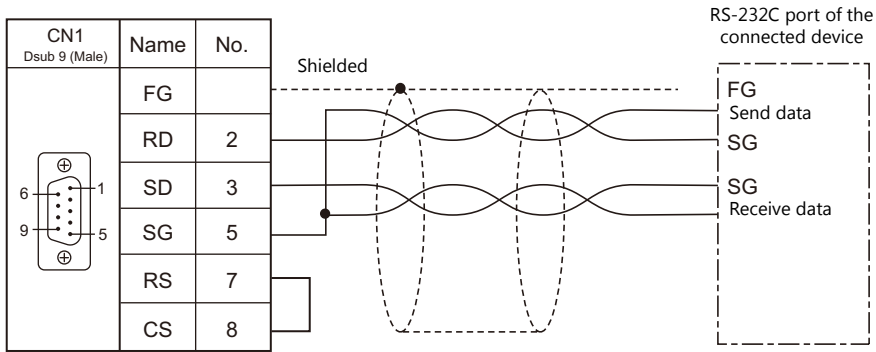 RS-232C port of the
connected device
CN1
Dsub 9 (Male)
Name
No.
Shielded
FG
FG
Send data
RD
2
SG
6
1
SD
3
SG
Receive data
9
5
SG
5
RS
7
CS
8